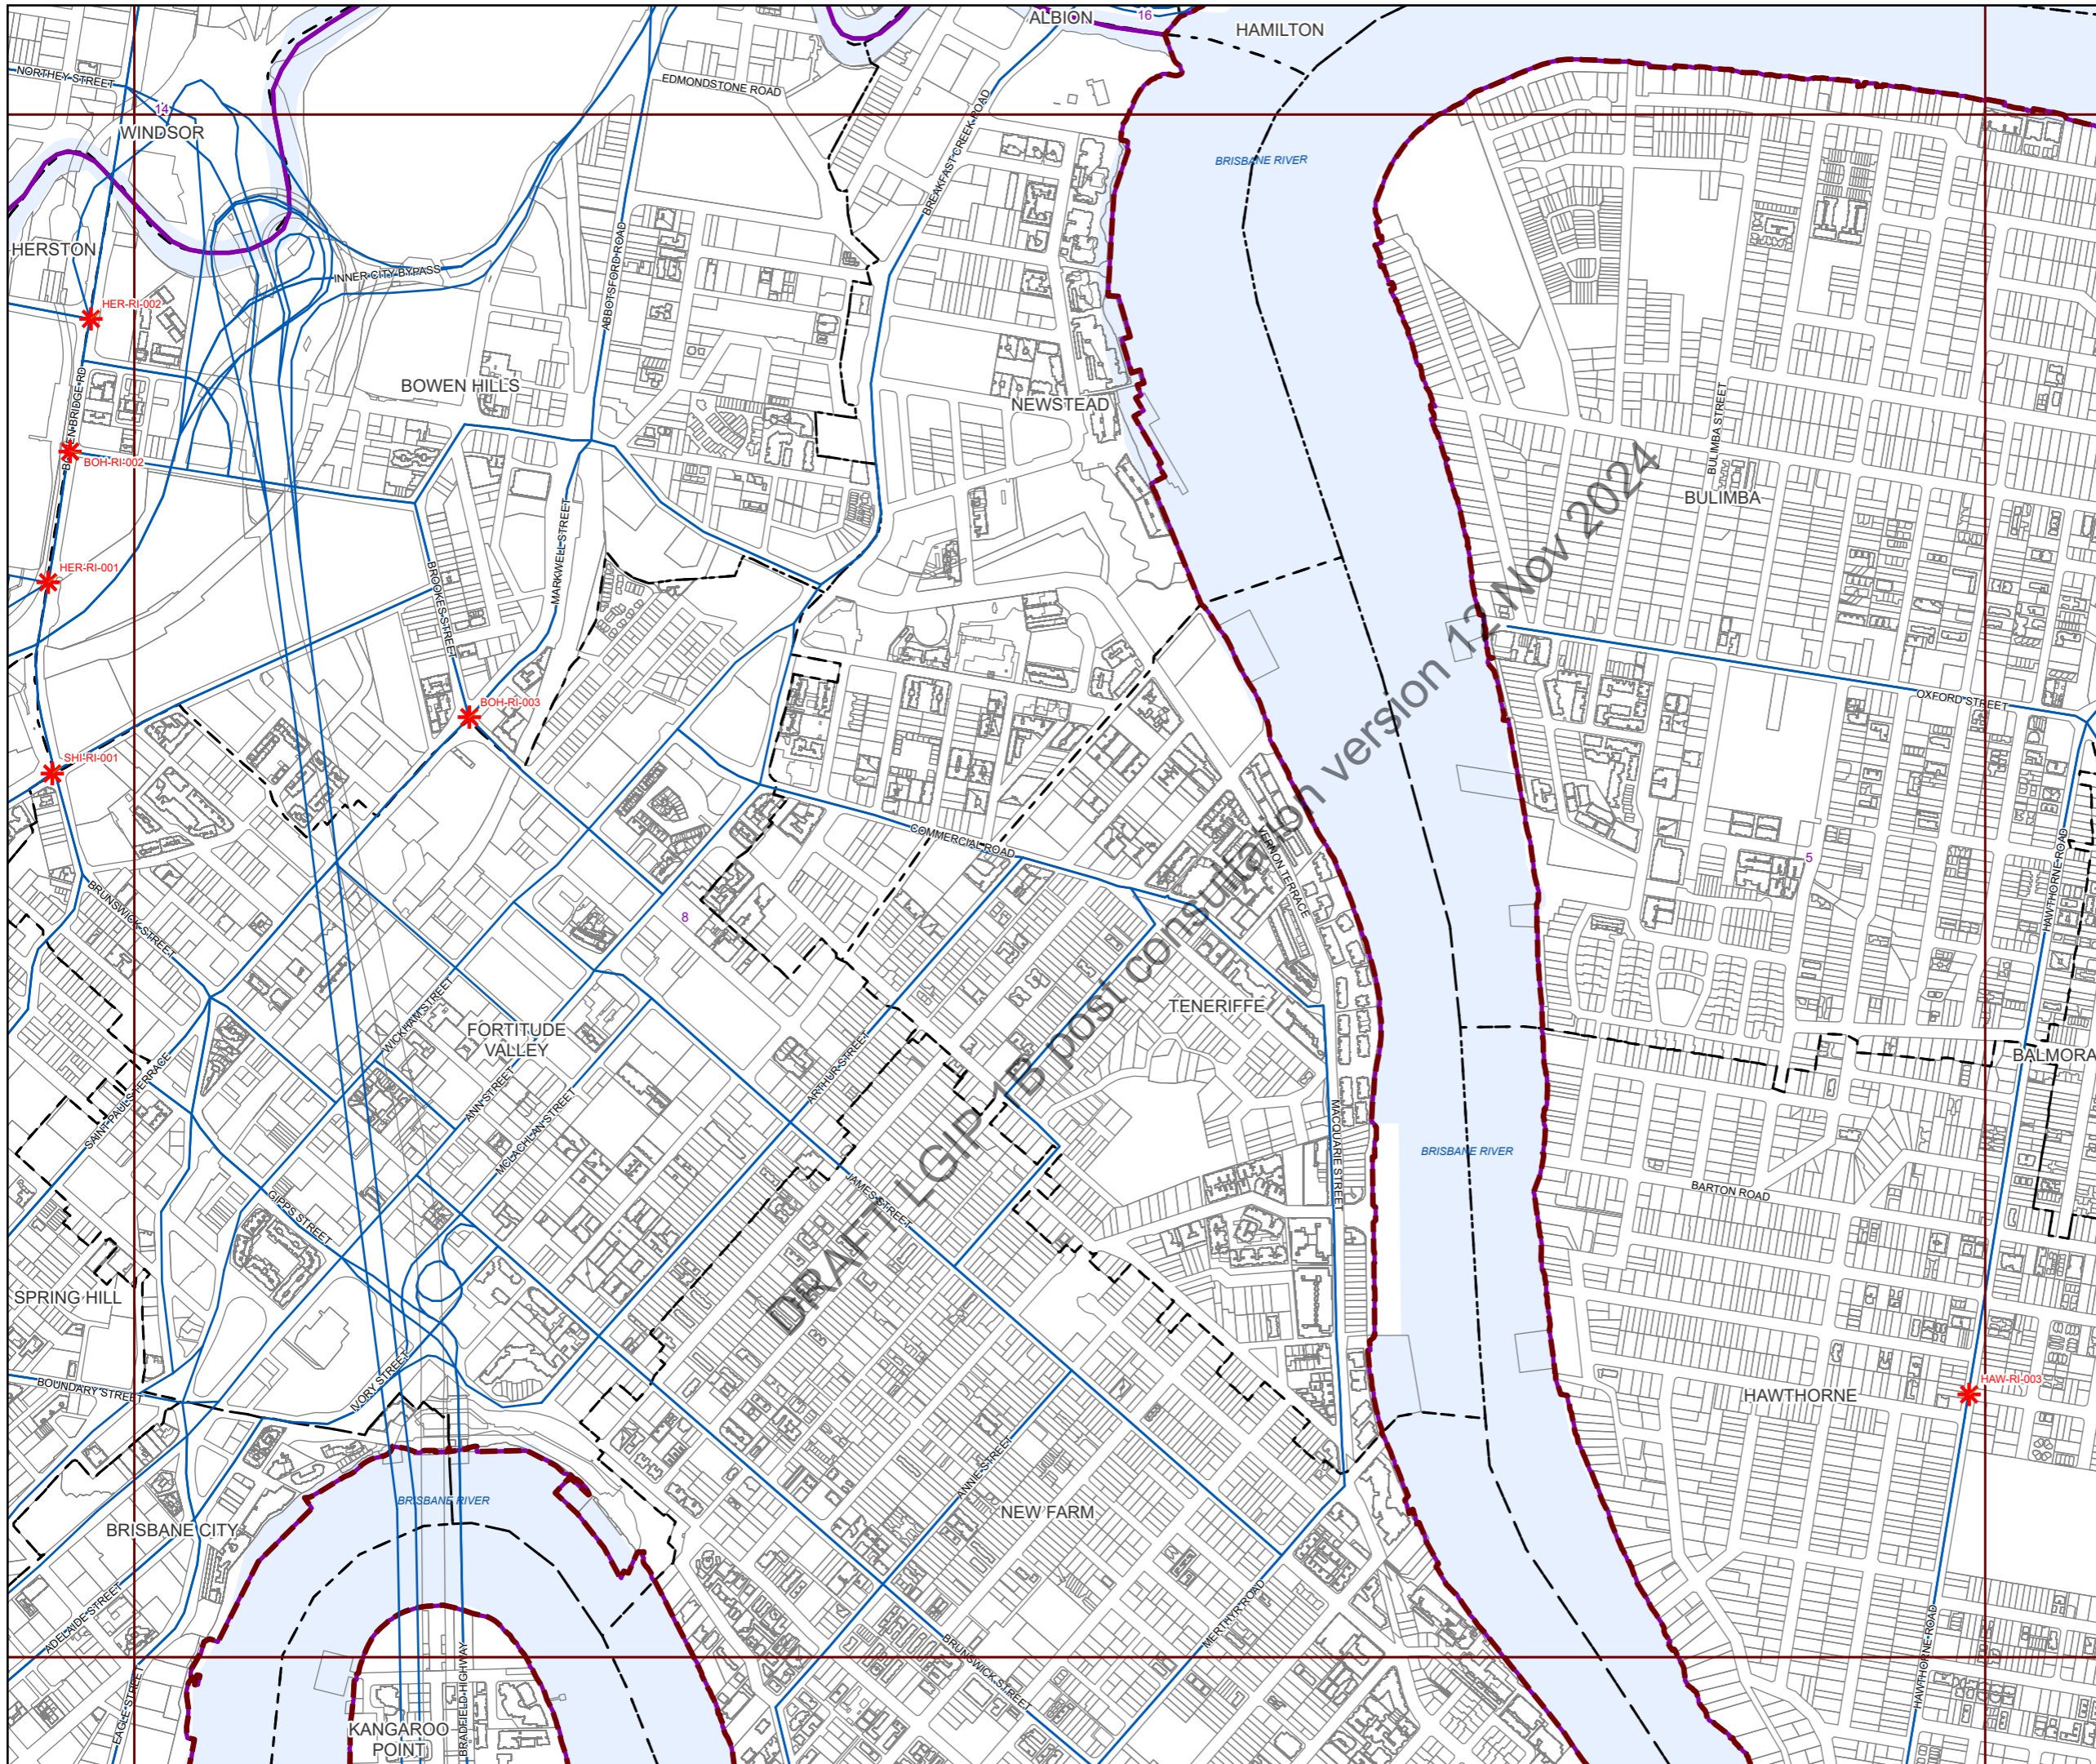 ALBION
16
HAMILTON
NORTHEY STREET
EDMONDSTONE ROAD
14
WINDSOR
BREAKFAST CREEK ROAD
BRISBANE RIVER
HERSTON
INNER CITY BYPASS
ABBOTSFORD ROAD
HER-RI-002
BOWEN HILLS
NEWSTEAD
BULIMBA STREET
BOH-RI-002
BULIMBA
MARKWELL STREET
HER-RI-001
BROOKES STREET
BOH-RI-003
OXFORD STREET
SHI-RI-001
COMMERCIAL ROAD
VERNON TERRACE
HAWTHORNE ROAD
5
BRUNSWICK STREET
8
DRAFT LGIP 1B post consultation version 12 Nov 2024
WICKHAM STREET
FORTITUDE
VALLEY
TENERIFFE
ARTHUR STREET
BALMORA
SAINT PAULS TERRACE
ANN STREET
MCLACHLAN STREET
MACQUARIE STREET
BRISBANE RIVER
GIPPS STREET
JAMES STREET
BARTON ROAD
SPRING HILL
BOUNDARY STREET
IVORY STREET
HAW-RI-003
HAWTHORNE
ANNIE STREET
BRISBANE RIVER
NEW FARM
BRISBANE CITY
ADELAIDE STREET
MERTHYR ROAD
BRUNSWICK STREET
HAWTHORNE ROAD
EAGLE STREET
BRADFIELD HIGHWAY
KANGAROO
POINT